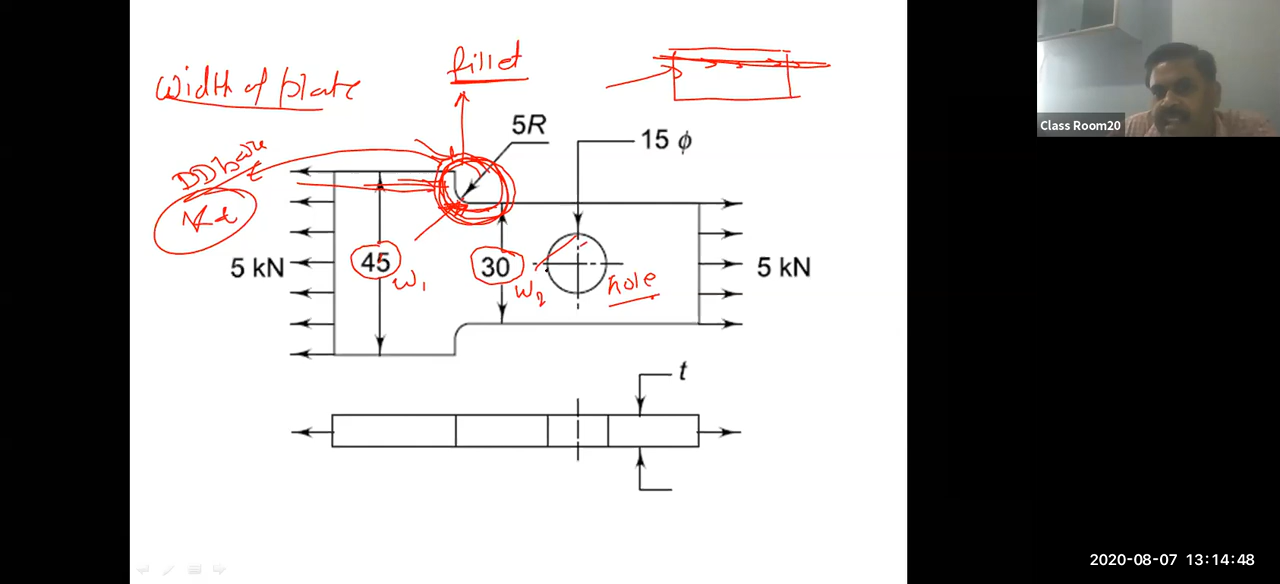 fillet
Width of plate
Class Room20
5R
15 ϕ
Kt
5 kN
45
W1
30
W2
hole
5 kN
t
2020-08-07 13:14:48